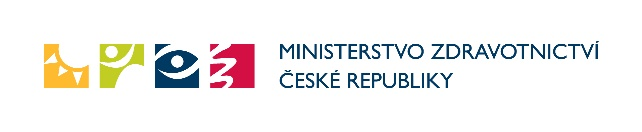 MINISTERSTVO ZDRAVOTNICTVÍ
ČESKÉ REPUBLIKY